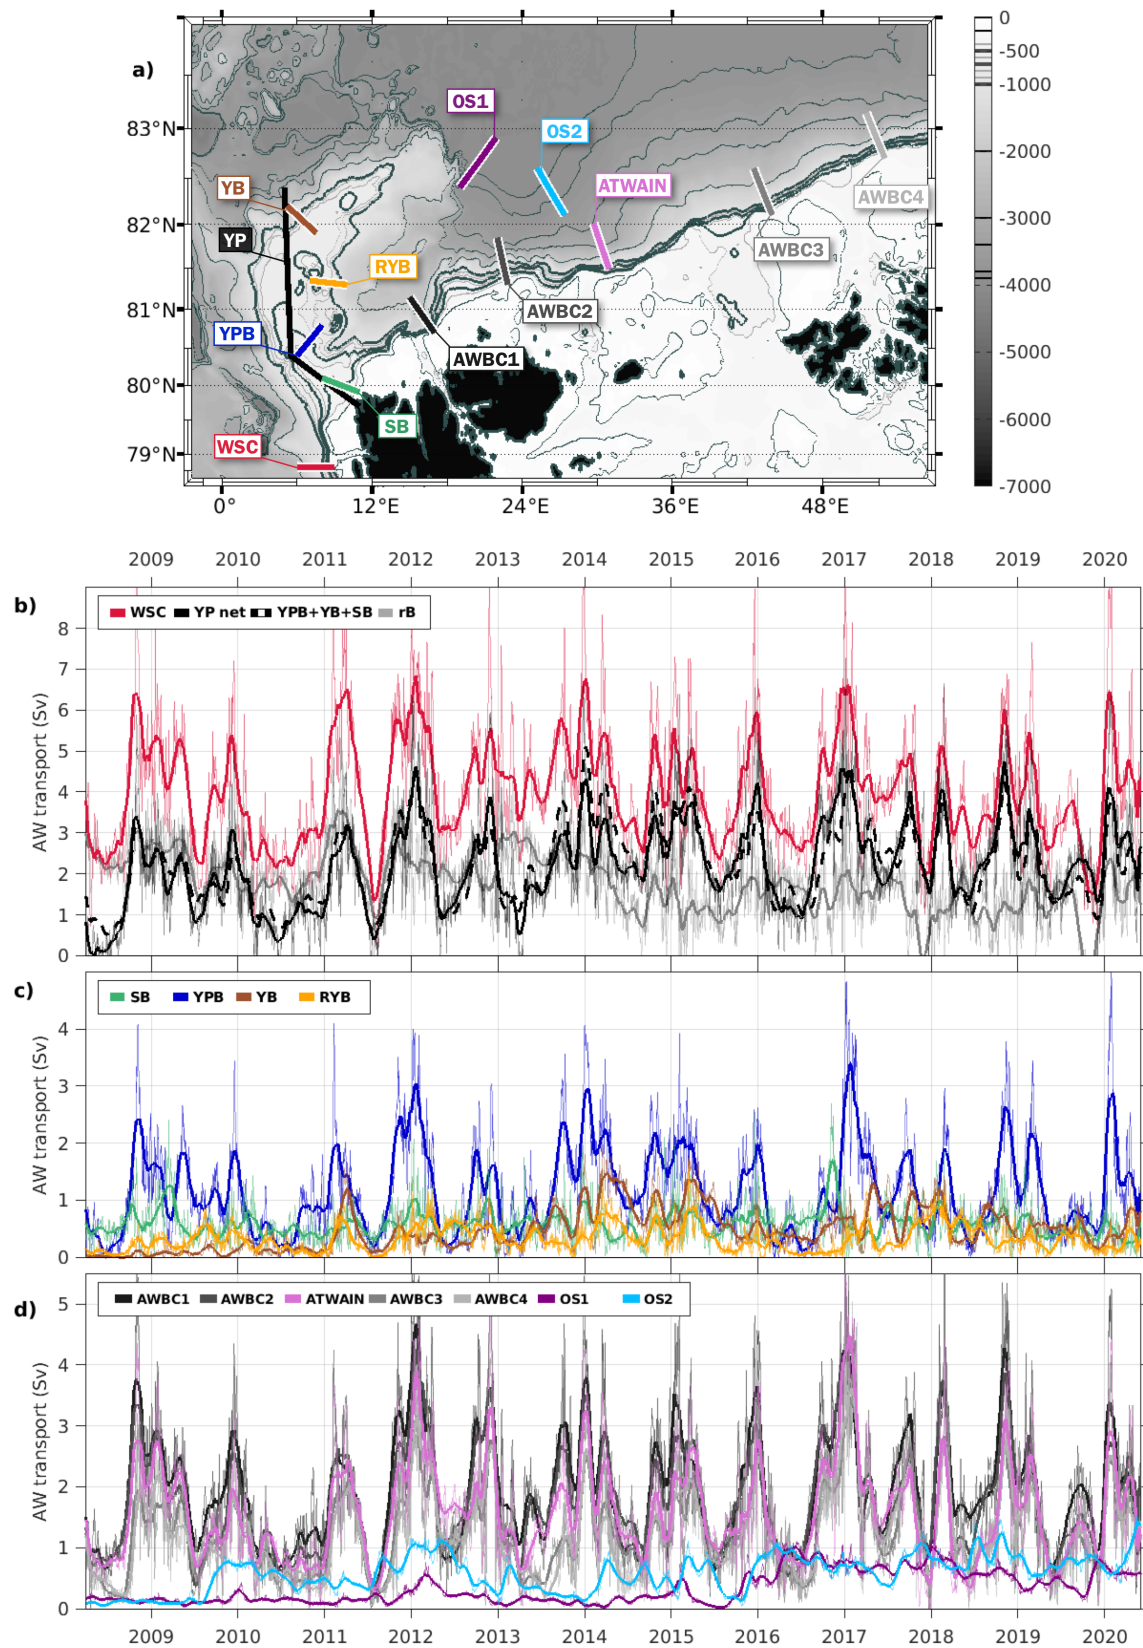 a)
OS1
OS2
YB
ATWAIN
AWBC4
YP
AWBC3
RYB
AWBC2
YPB
AWBC1
SB
WSC
83°N
82°N
81°N
80°N
79°N
0°
12°E
24°E
36°E
48°E
0
-500
-1000
-2000
-3000
-4000
-5000
-6000
-7000
2009 2010 2011 2012 2013 2014 2015 2016 2017 2018 2019 2020
b)
WSC YP net YPB+YB+SB rB
AW transport (Sv)
8
7
6
5
4
3
2
1
0
c)
SB YPB YB RYB
AW transport (Sv)
4
3
2
1
0
d)
AWBC1 AWBC2 ATWAIN AWBC3 AWBC4 OS1 OS2
AW transport (Sv)
5
4
3
2
1
0
2009 2010 2011 2012 2013 2014 2015 2016 2017 2018 2019 2020